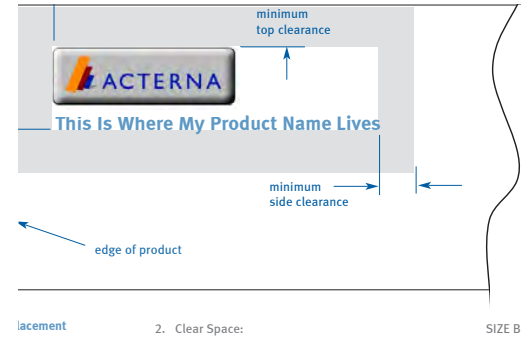 minimum
top clearance
ACTERNA
This Is Where My Product Name Lives
minimum
side clearance
edge of product
lacement
2. Clear Space:
SIZE B